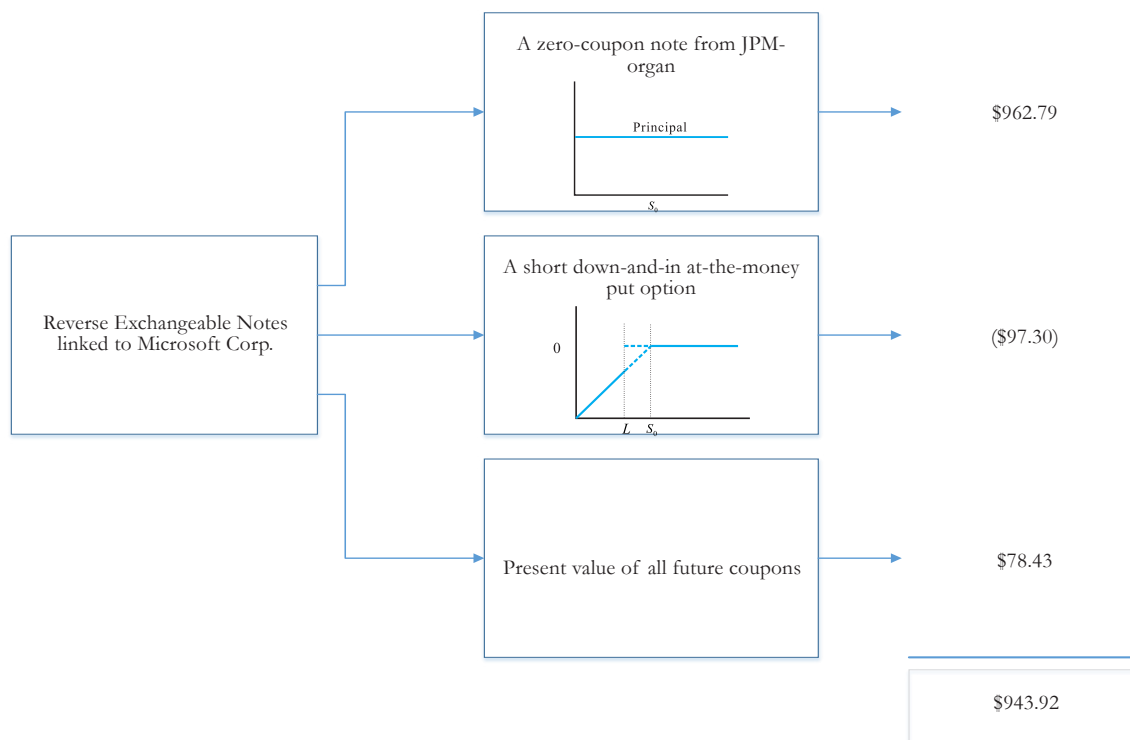 A zero-coupon note from JPM-
organ
Principal
S₀
$962.79
Reverse Exchangeable Notes
linked to Microsoft Corp.
A short down-and-in at-the-money
put option
0
L S₀
($97.30)
Present value of all future coupons
$78.43
$943.92